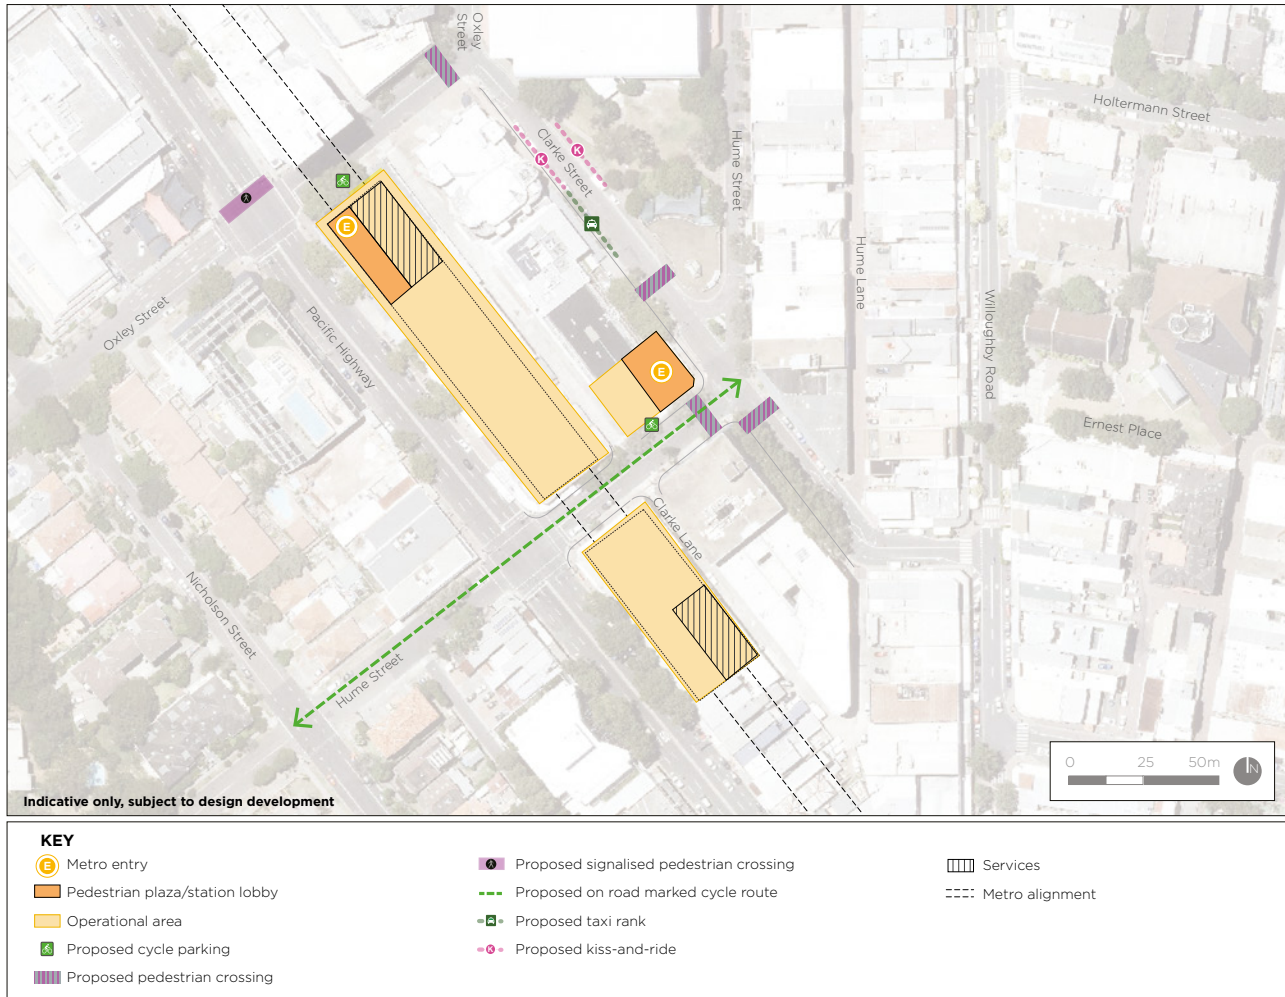 Oxley
Street
Holtermann Street
Clarke Street
K
K
Hume Street
E
Oxley Street
Pacific Highway
Hume Lane
Willoughby Road
E
Ernest Place
Clarke Lane
Nicholson Street
Hume Street
0 25 50m
N
Indicative only, subject to design development
KEY
E Metro entry
Pedestrian plaza/station lobby
Operational area
Proposed cycle parking
Proposed pedestrian crossing
Proposed signalised pedestrian crossing
Proposed on road marked cycle route
Proposed taxi rank
K Proposed kiss-and-ride
Services
Metro alignment